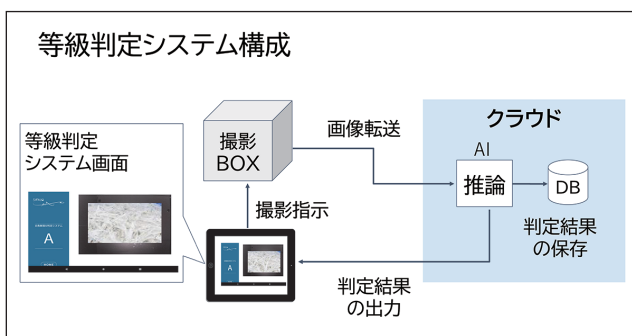 等級判定システム構成
等級判定
システム画面
A
撮影
BOX
画像転送
クラウド
AI
推論
DB
判定結果
の保存
撮影指示
A
判定結果
の出力